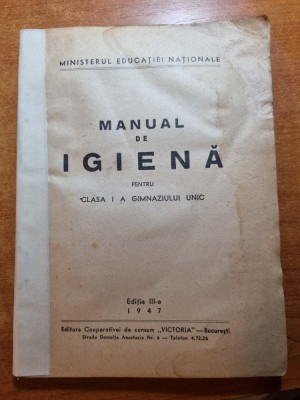 MINISTERUL EDUCAȚIEI NAȚIONALE
MANUAL
DE
IGIENĂ
PENTRU
CLASA I A GIMNAZIULUI UNIC
Ediția III-a
1947
Editura Cooperativei de consum „VICTORIA" — București
Strada Domnița Anastasia Nr. 6 — Telefon 4.72.26